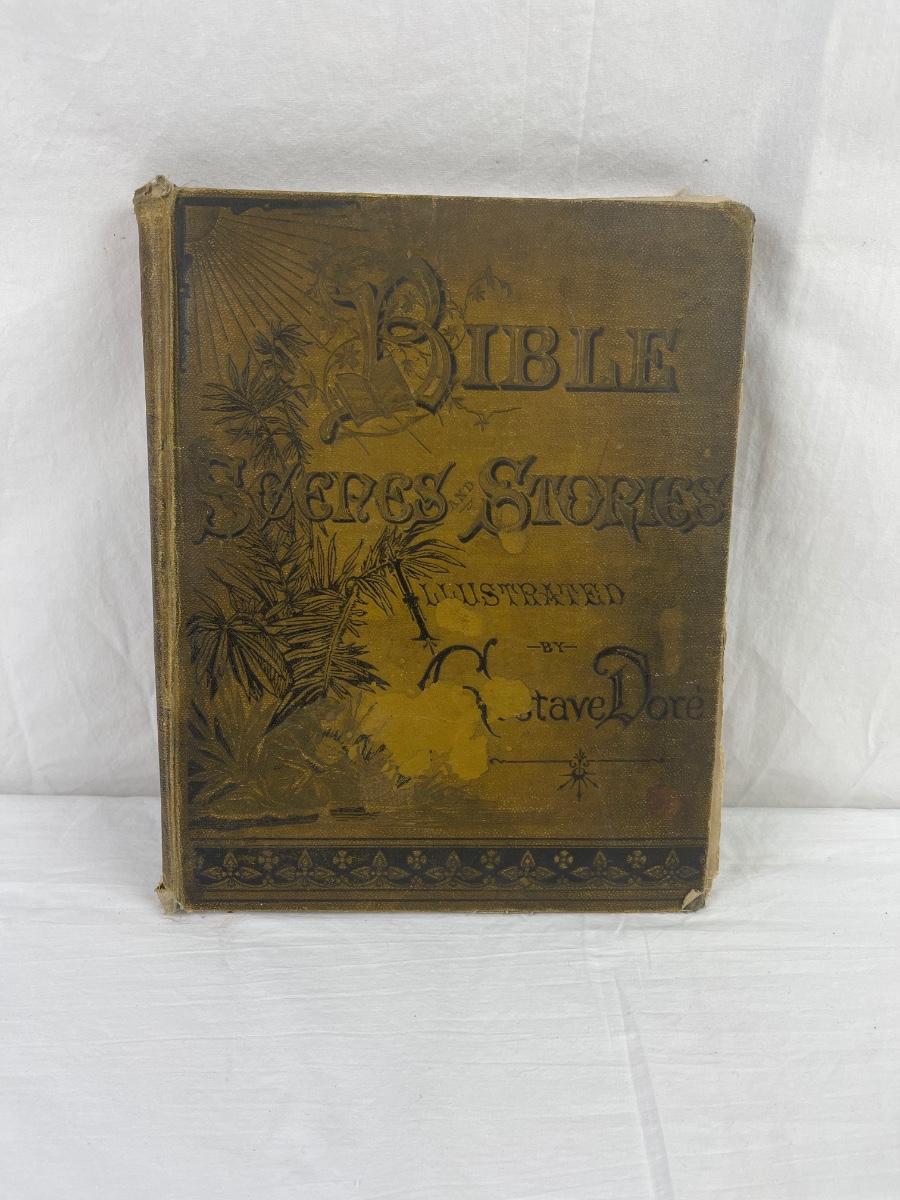 BIBLE
SCENES AND STORIES
ILLUSTRATED
-BY-
Gustave Doré